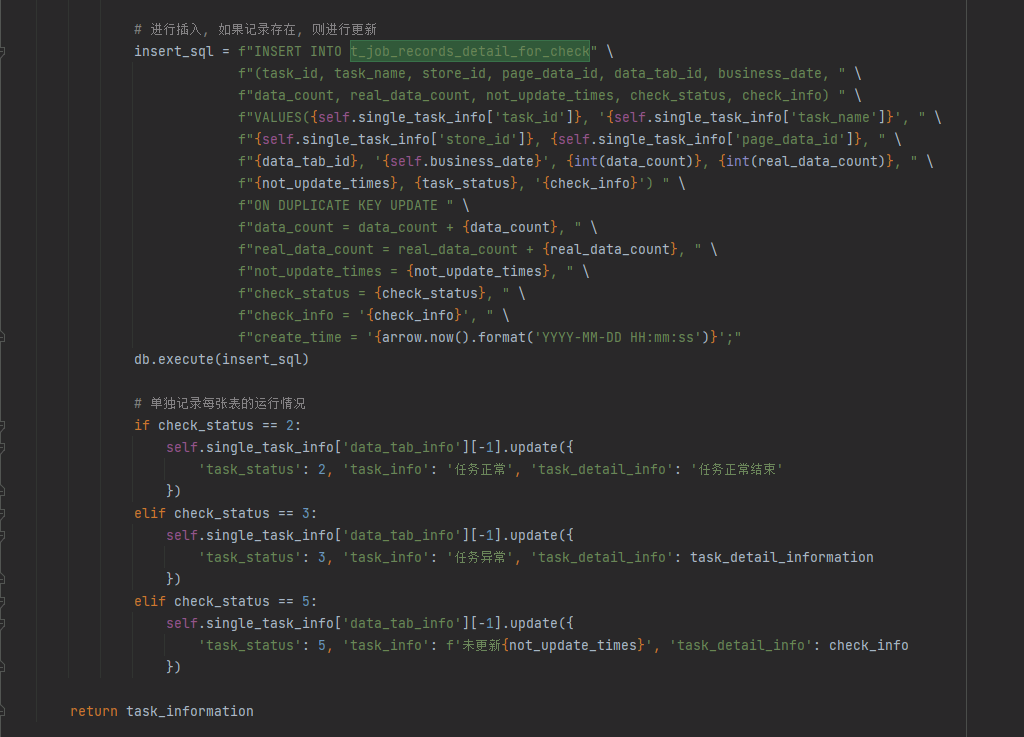 # 进行插入, 如果记录存在, 则进行更新
insert_sql = f"INSERT INTO t_job_records_detail_for_check" \
f"(task_id, task_name, store_id, page_data_id, data_tab_id, business_date, " \
f"data_count, real_data_count, not_update_times, check_status, check_info) " \
f"VALUES({self.single_task_info['task_id']}, '{self.single_task_info['task_name']}', " \
f"{self.single_task_info['store_id']}, {self.single_task_info['page_data_id']}, " \
f"{data_tab_id}, '{self.business_date}', {int(data_count)}, {int(real_data_count)}, " \
f"{not_update_times}, {task_status}, '{check_info}') " \
f"ON DUPLICATE KEY UPDATE " \
f"data_count = data_count + {data_count}, " \
f"real_data_count = real_data_count + {real_data_count}, " \
f"not_update_times = {not_update_times}, " \
f"check_status = {check_status}, " \
f"check_info = '{check_info}', " \
f"create_time = '{arrow.now().format('YYYY-MM-DD HH:mm:ss')}';"
db.execute(insert_sql)
# 单独记录每张表的运行情况
if check_status == 2:
self.single_task_info['data_tab_info'][-1].update({
'task_status': 2, 'task_info': '任务正常', 'task_detail_info': '任务正常结束'
})
elif check_status == 3:
self.single_task_info['data_tab_info'][-1].update({
'task_status': 3, 'task_info': '任务异常', 'task_detail_info': task_detail_information
})
elif check_status == 5:
self.single_task_info['data_tab_info'][-1].update({
'task_status': 5, 'task_info': f'未更新{not_update_times}', 'task_detail_info': check_info
})
return task_information